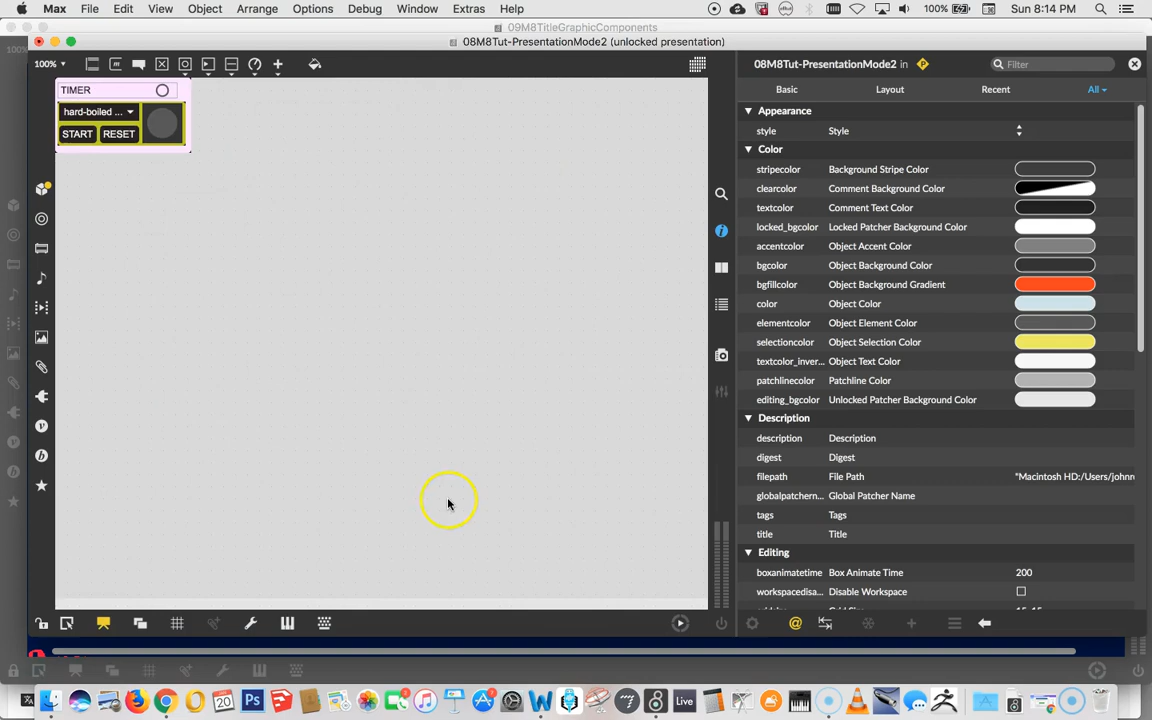 Max File Edit View Object Arrange Options Debug Window Extras Help
100% Sun 8:14 PM
09M8TitleGraphicComponents
08M8Tut-PresentationMode2 (unlocked presentation)
100%
TIMER
hard-boiled ...
START RESET
08M8Tut-PresentationMode2 in
Filter
Basic Layout Recent All
Appearance
style Style
Color
stripecolor Background Stripe Color
clearcolor Comment Background Color
textcolor Comment Text Color
locked_bgcolor Locked Patcher Background Color
accentcolor Object Accent Color
bgcolor Object Background Color
bgfillcolor Object Background Gradient
color Object Color
elementcolor Object Element Color
selectioncolor Object Selection Color
textcolor_inver... Object Text Color
patchlinecolor Patchline Color
editing_bgcolor Unlocked Patcher Background Color
Description
description Description
digest Digest
filepath File Path "Macintosh HD:/Users/johnm
globalpatchern... Global Patcher Name
tags Tags
title Title
Editing
boxanimatetime Box Animate Time 200
workspacedisa... Disable Workspace
20
Ps
Live